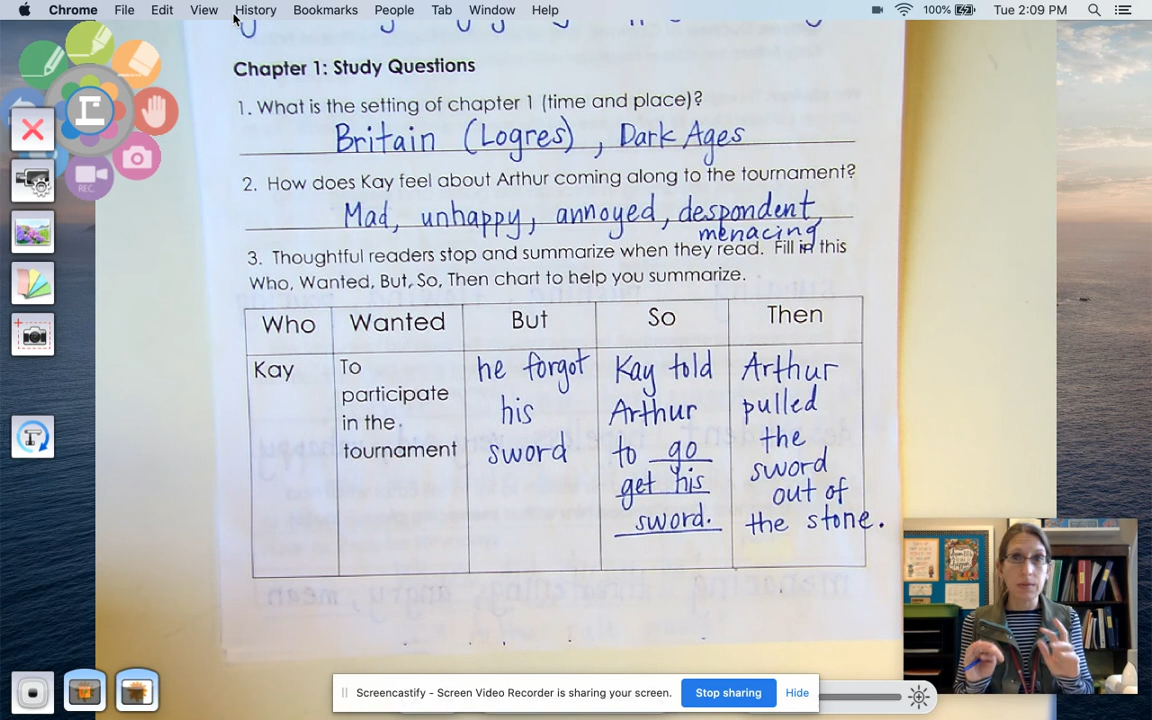 Chrome File Edit View History Bookmarks People Tab Window Help 100% Tue 2:09 PM
Chapter 1: Study Questions
1. What is the setting of chapter 1 (time and place)?
Britain (Logres), Dark Ages
2. How does Kay feel about Arthur coming along to the tournament?
Mad, unhappy, annoyed, despondent,
menacing
3. Thoughtful readers stop and summarize when they read. Fill in this
Who, Wanted, But, So, Then chart to help you summarize.
Who Wanted But So Then
Kay
To
participate
in the
tournament
he forgot
his
sword
Kay told
Arthur
to go
get his
sword.
Arthur
pulled
the
sword
out of
the stone.
REC
Screencastify - Screen Video Recorder is sharing your screen. Stop sharing Hide